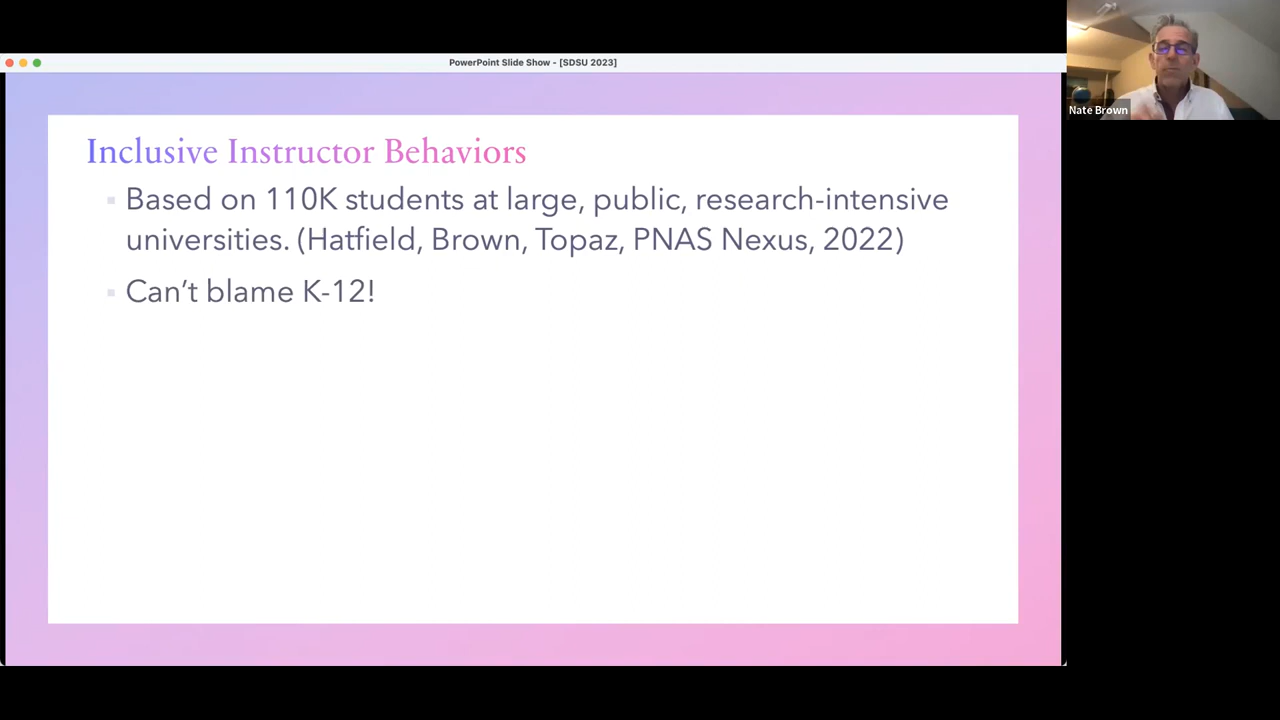 PowerPoint Slide Show - [SDSU 2023]
Nate Brown
Inclusive Instructor Behaviors
Based on 110K students at large, public, research-intensive
universities. (Hatfield, Brown, Topaz, PNAS Nexus, 2022)
Can’t blame K-12!